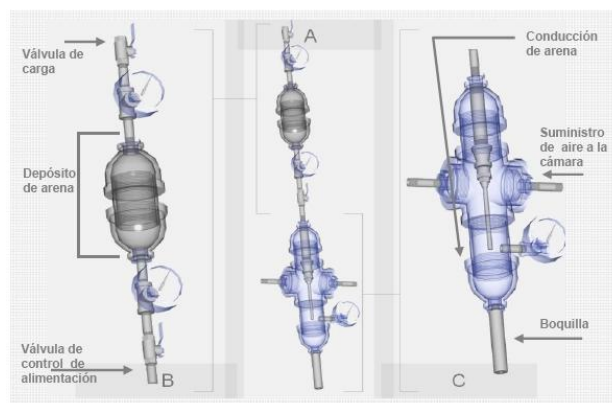 Válvula de
carga
Depósito
de arena
Válvula de
control de
alimentación
B
A
Conducción
de arena
Suministro
de aire a la
cámara
Boquilla
C